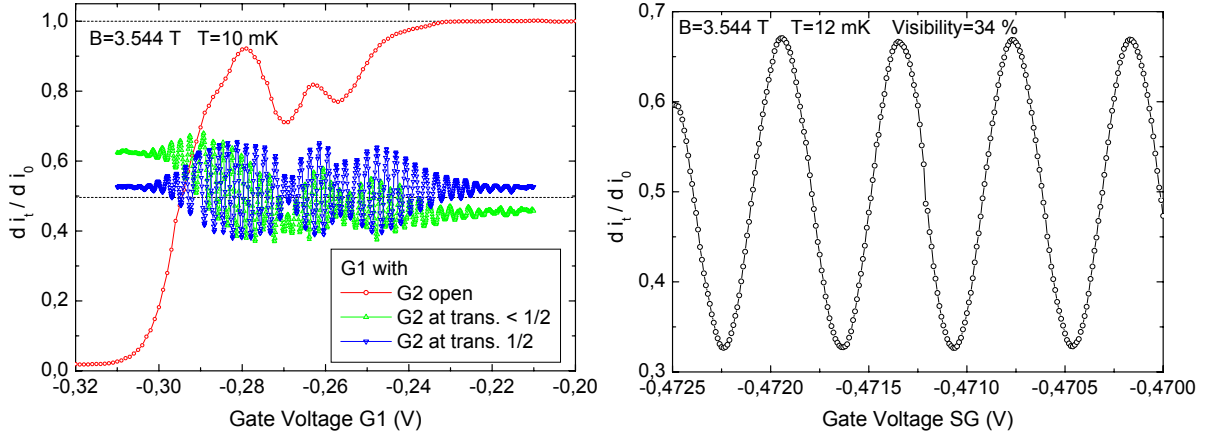 B=3.544 T T=10 mK
1,0
0,8
0,6
0,4
0,2
0,0
d i_t / d i_0
G1 with
G2 open
G2 at trans. < 1/2
G2 at trans. 1/2
-0,32 -0,30 -0,28 -0,26 -0,24 -0,22 -0,20
Gate Voltage G1 (V)
B=3.544 T T=12 mK Visibility=34 %
0,7
0,6
0,5
0,4
0,3
d i_t / d i_0
-0,4725 -0,4720 -0,4715 -0,4710 -0,4705 -0,4700
Gate Voltage SG (V)